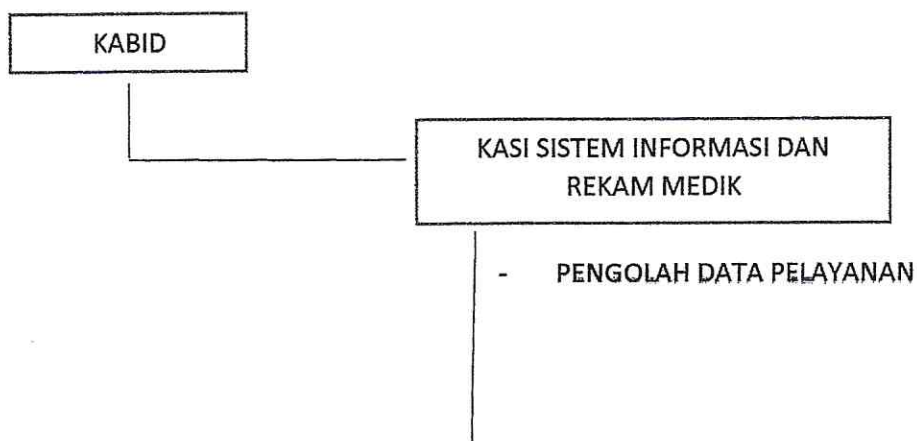 KABID
KASI SISTEM INFORMASI DAN
REKAM MEDIK
- PENGOLAH DATA PELAYANAN